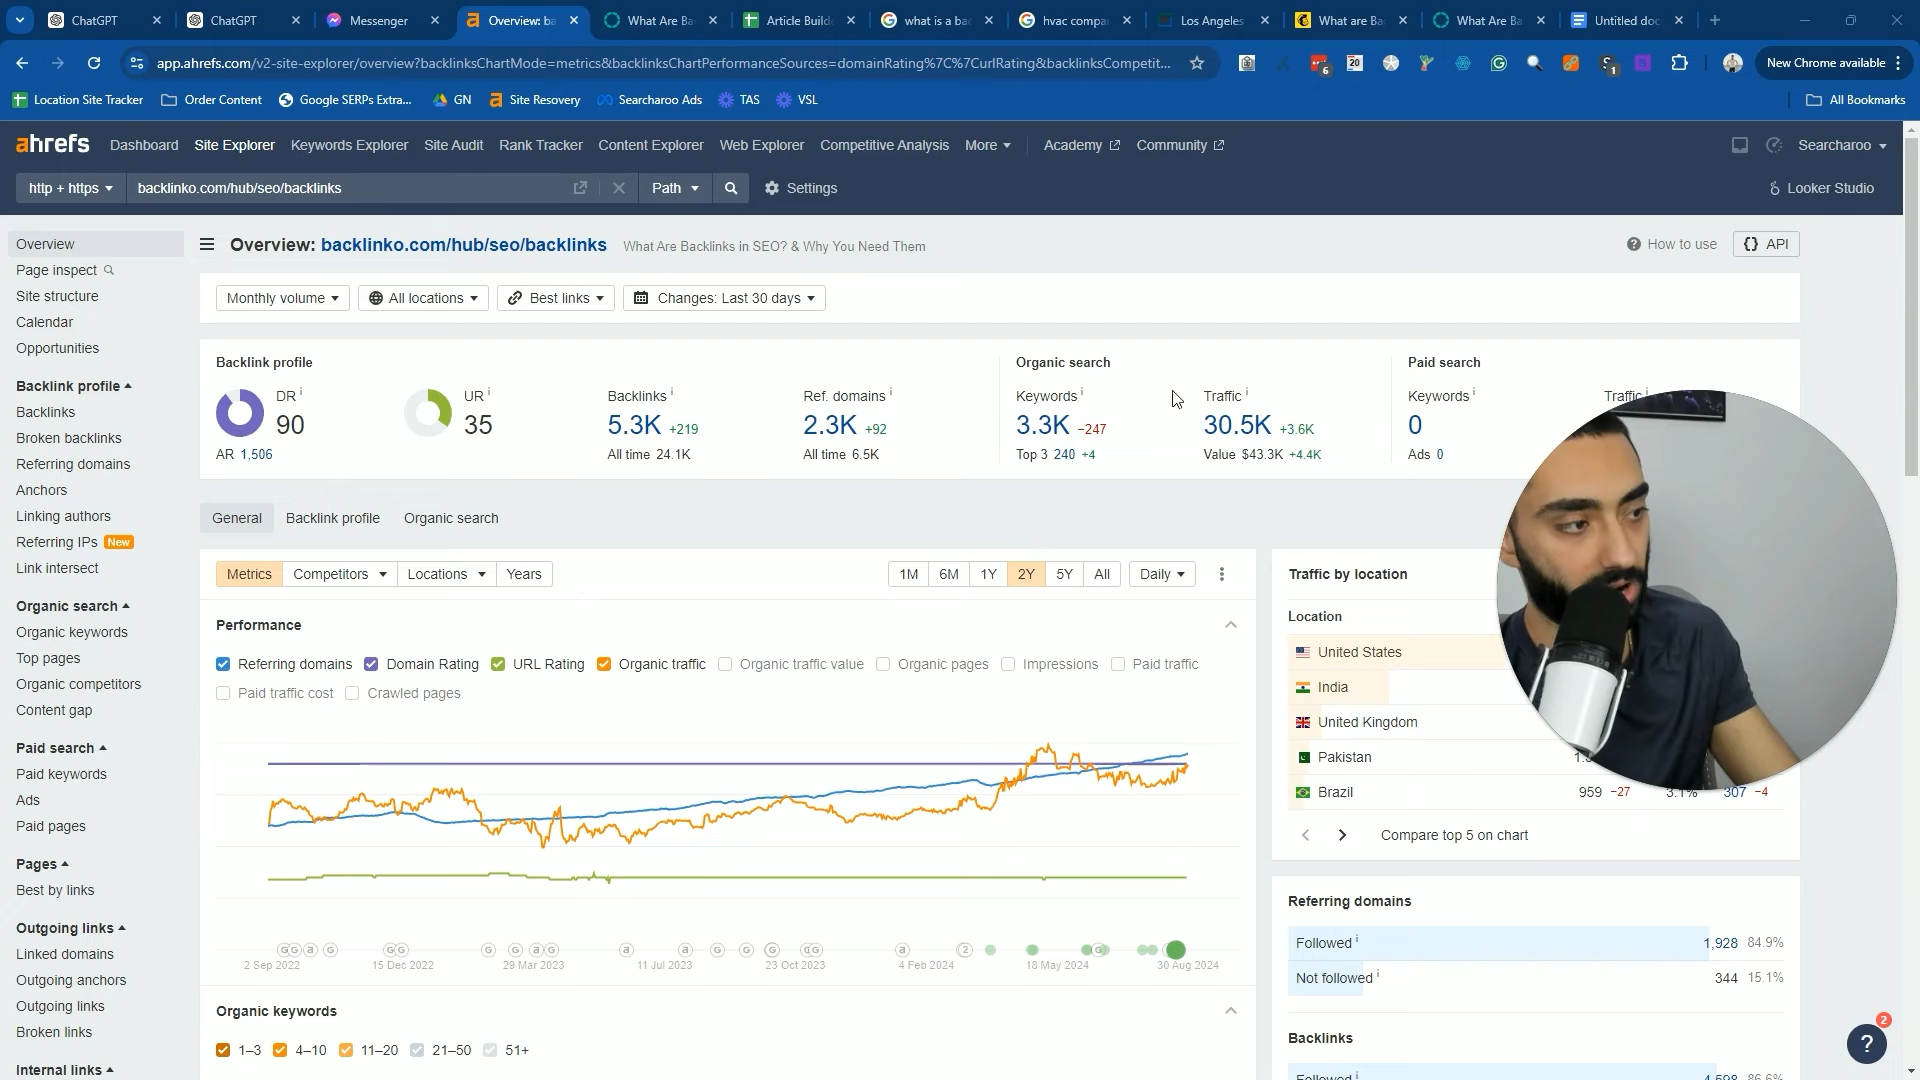 ChatGPT
ChatGPT
Messenger
Overview: ba
What Are Ba
Article Build
what is a bac
hvac compa
Los Angeles
What are Ba
What Are Ba
Untitled doc
app.ahrefs.com/v2-site-explorer/overview?backlinksChartMode=metrics&backlinksChartPerformanceSources=domainRating%7C%7CurlRating&backlinksCompetit...
6
20
1
New Chrome available
Location Site Tracker
Order Content
Google SERPs Extra...
GN
Site Recovery
Searcharoo Ads
TAS
VSL
All Bookmarks
ahrefs
Dashboard
Site Explorer
Keywords Explorer
Site Audit
Rank Tracker
Content Explorer
Web Explorer
Competitive Analysis
More
Academy
Community
Searcharoo
http + https
backlinko.com/hub/seo/backlinks
Path
Settings
Looker Studio
Overview
Page inspect
Site structure
Calendar
Opportunities
Backlink profile
Backlinks
Broken backlinks
Referring domains
Anchors
Linking authors
Referring IPs New
Link intersect
Organic search
Organic keywords
Top pages
Organic competitors
Content gap
Paid search
Paid keywords
Ads
Paid pages
Pages
Best by links
Outgoing links
Linked domains
Outgoing anchors
Outgoing links
Broken links
Internal links
Overview: backlinko.com/hub/seo/backlinks
What Are Backlinks in SEO? & Why You Need Them
How to use
{} API
Monthly volume
All locations
Best links
Changes: Last 30 days
Backlink profile
DR
90
AR 1,506
UR
35
Backlinks
5.3K +219
All time 24.1K
Ref. domains
2.3K +92
All time 6.5K
Organic search
Keywords
3.3K −247
Top 3 240 +4
Traffic
30.5K +3.6K
Value $43.3K +4.4K
Paid search
Keywords
0
Ads 0
Traffic
General
Backlink profile
Organic search
Metrics
Competitors
Locations
Years
1M
6M
1Y
2Y
5Y
All
Daily
Performance
Referring domains
Domain Rating
URL Rating
Organic traffic
Organic traffic value
Organic pages
Impressions
Paid traffic
Paid traffic cost
Crawled pages
2 Sep 2022
15 Dec 2022
29 Mar 2023
11 Jul 2023
23 Oct 2023
4 Feb 2024
18 May 2024
30 Aug 2024
Organic keywords
1–3
4–10
11–20
21–50
51+
Traffic by location
Location
United States
India
United Kingdom
Pakistan
Brazil
959 −27
3.1%
307 −4
Compare top 5 on chart
Referring domains
Followed
1,928 84.9%
Not followed
344 15.1%
Backlinks
Followed
4,598 86.6%
?
2